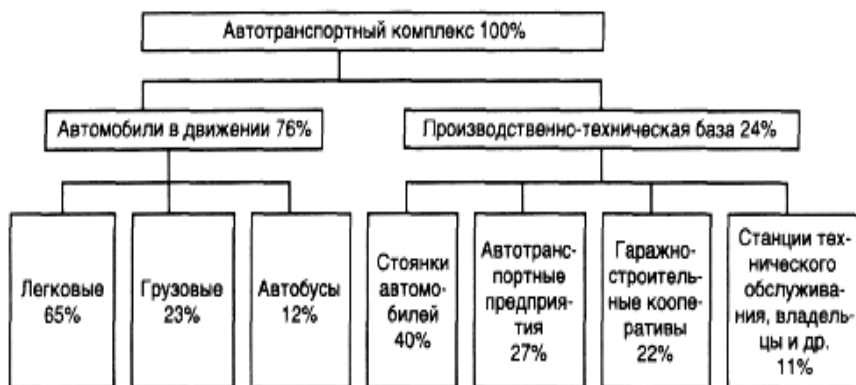 Автотранспортный комплекс 100%
Автомобили в движении 76%
Производственно-техническая база 24%
Легковые
65%
Грузовые
23%
Автобусы
12%
Стоянки
автомо-
билей
40%
Автотранс-
портные
предприя-
тия
27%
Гаражно-
строитель-
ные коопе-
ративы
22%
Станции тех-
нического
обслужива-
ния, владель-
цы и др.
11%